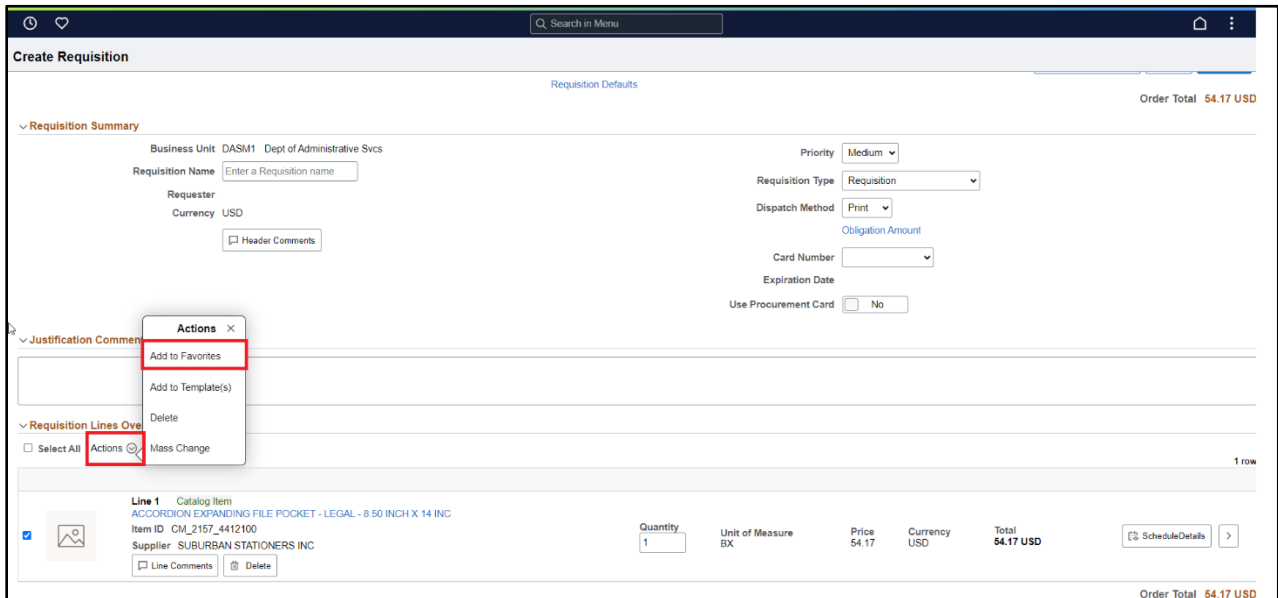 Search in Menu
Create Requisition
Requisition Defaults
Order Total 54.17 USD
Requisition Summary
Business Unit DASM1 Dept of Administrative Svcs
Requisition Name Enter a Requisition name
Requester
Currency USD
Header Comments
Priority Medium
Requisition Type Requisition
Dispatch Method Print
Obligation Amount
Card Number
Expiration Date
Use Procurement Card No
Actions ×
Add to Favorites
Add to Template(s)
Delete
Mass Change
Justification Commen
Requisition Lines Ove
Select All Actions
1 row
Line 1 Catalog Item
ACCORDION EXPANDING FILE POCKET - LEGAL - 8.50 INCH X 14 INC
Item ID CM_2157_4412100
Supplier SUBURBAN STATIONERS INC
Line Comments Delete
Quantity
1
Unit of Measure
BX
Price
54.17
Currency
USD
Total
54.17 USD
ScheduleDetails
Order Total 54.17 USD